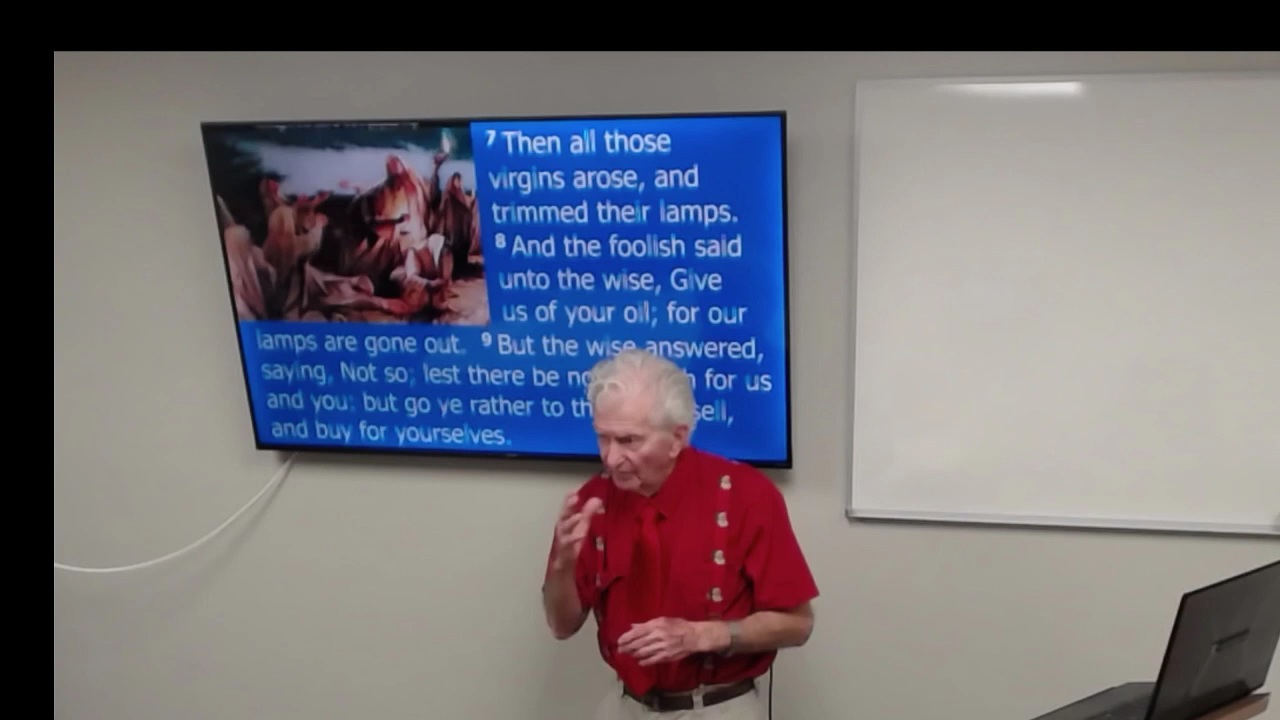 7 Then all those
virgins arose, and
trimmed their lamps.
8 And the foolish said
unto the wise, Give
us of your oil; for our
lamps are gone out. 9 But the wise answered,
saying, Not so; lest there be for us
and you: but go ye rather to sell,
and buy for yourselves.